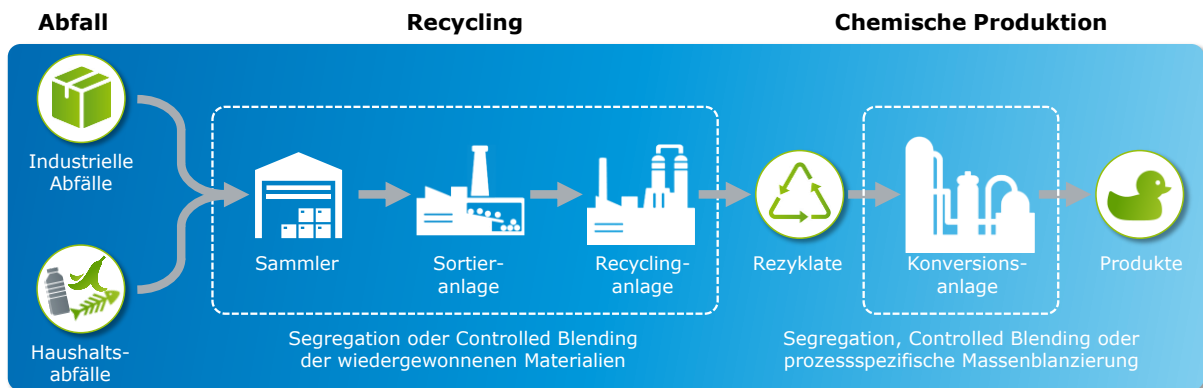 Abfall
Recycling
Chemische Produktion
Industrielle
Abfälle
Haushalts-
abfälle
Sammler
Sortier-
anlage
Recycling-
anlage
Segregation oder Controlled Blending
der wiedergewonnenen Materialien
Rezyklate
Konversions-
anlage
Produkte
Segregation, Controlled Blending oder
prozessspezifische Massenblanzierung